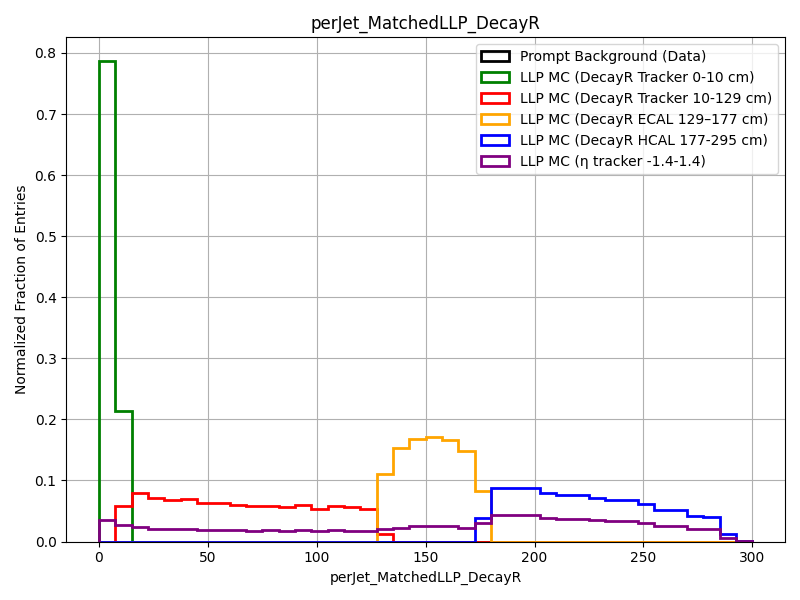 perJet_MatchedLLP_DecayR
Prompt Background (Data)
LLP MC (DecayR Tracker 0-10 cm)
LLP MC (DecayR Tracker 10-129 cm)
LLP MC (DecayR ECAL 129–177 cm)
LLP MC (DecayR HCAL 177-295 cm)
LLP MC (η tracker -1.4-1.4)
Normalized Fraction of Entries
0.8
0.7
0.6
0.5
0.4
0.3
0.2
0.1
0.0
0
50
100
150
200
250
300
perJet_MatchedLLP_DecayR